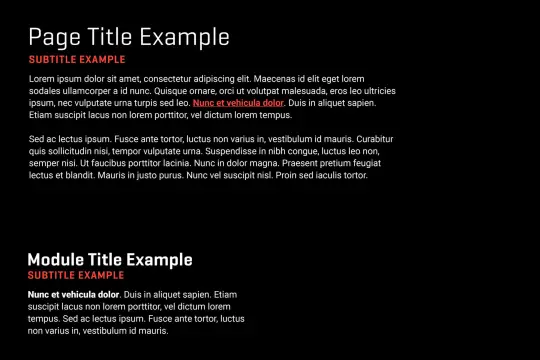 Page Title Example
SUBTITLE EXAMPLE
Lorem ipsum dolor sit amet, consectetur adipiscing elit. Maecenas id elit eget lorem
sodales ullamcorper a id nunc. Quisque ornare, orci ut volutpat malesuada, eros leo ultricies
ipsum, nec vulputate urna turpis sed leo. Nunc et vehicula dolor. Duis in aliquet sapien.
Etiam suscipit lacus non lorem porttitor, vel dictum lorem tempus.
Sed ac lectus ipsum. Fusce ante tortor, luctus non varius in, vestibulum id mauris. Curabitur
quis sollicitudin nisi, tempor vulputate urna. Suspendisse in nibh congue, luctus leo non,
semper nisi. Ut faucibus porttitor lacinia. Nunc in dolor magna. Praesent pretium feugiat
lectus et blandit. Mauris in justo purus. Nunc vel suscipit nisl. Proin sed iaculis tortor.
Module Title Example
SUBTITLE EXAMPLE
Nunc et vehicula dolor. Duis in aliquet sapien. Etiam
suscipit lacus non lorem porttitor, vel dictum lorem
tempus. Sed ac lectus ipsum. Fusce ante tortor, luctus
non varius in, vestibulum id mauris.